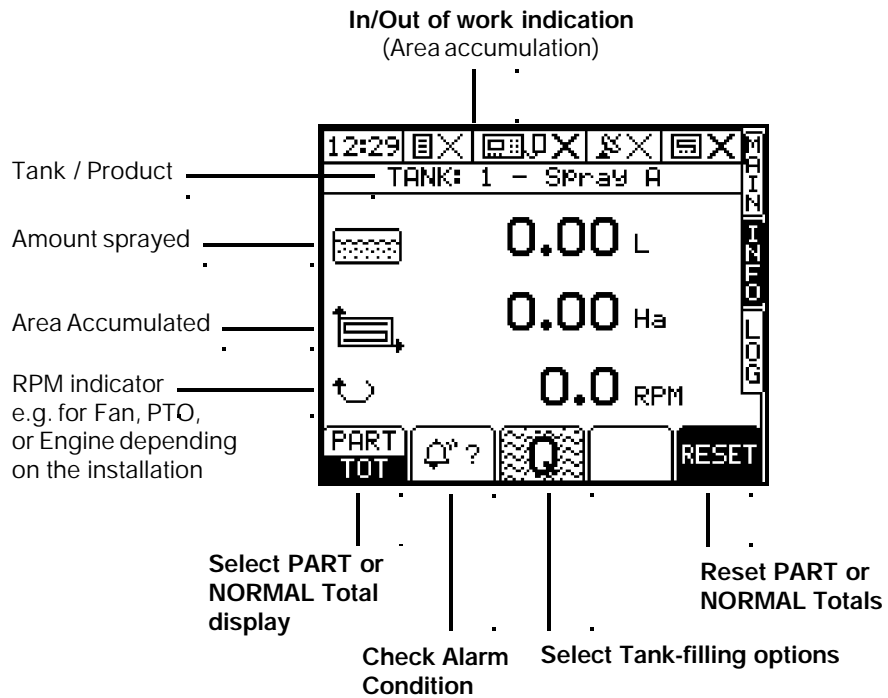 In/Out of work indication
(Area accumulation)
12:29
TANK: 1 - Spray A
Tank / Product
Amount sprayed
0.00 L
Area Accumulated
0.00 Ha
RPM indicator
e.g. for Fan, PTO,
or Engine depending
on the installation
0.0 RPM
MAIN
INFO
LOG
PART
TOT
?
Q
RESET
Select PART or
NORMAL Total
display
Reset PART or
NORMAL Totals
Check Alarm
Condition
Select Tank-filling options